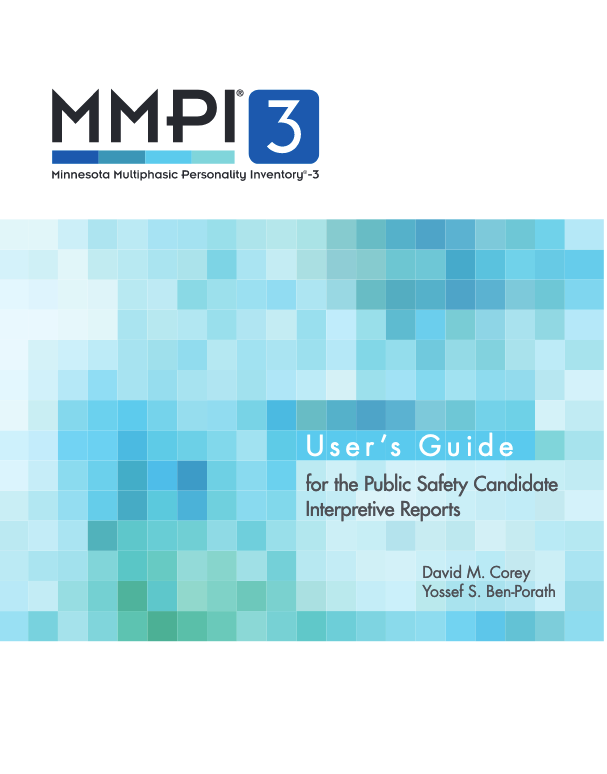 MMPI® 3
Minnesota Multiphasic Personality Inventory®-3
User's Guide
for the Public Safety Candidate
Interpretive Reports
David M. Corey
Yossef S. Ben-Porath